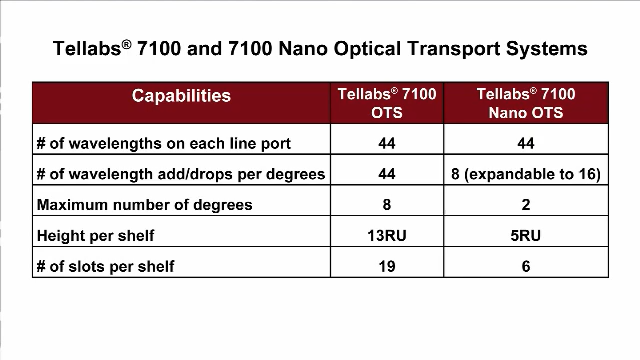 Tellabs® 7100 and 7100 Nano Optical Transport Systems
Capabilities
Tellabs® 7100
OTS
Tellabs® 7100
Nano OTS
# of wavelengths on each line port 44 44
# of wavelength add/drops per degrees 44 8 (expandable to 16)
Maximum number of degrees 8 2
Height per shelf 13RU 5RU
# of slots per shelf 19 6